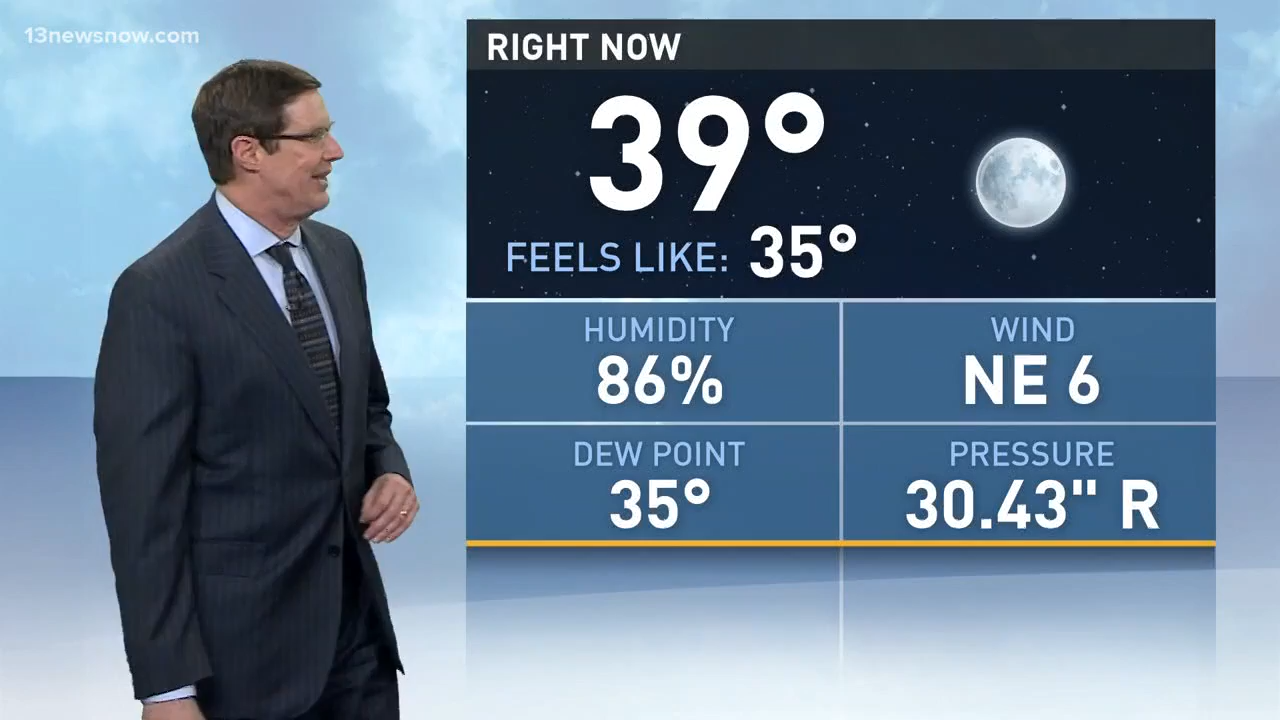 13newsnow.com
RIGHT NOW
39°
FEELS LIKE: 35°
HUMIDITY
86%
WIND
NE 6
DEW POINT
35°
PRESSURE
30.43" R